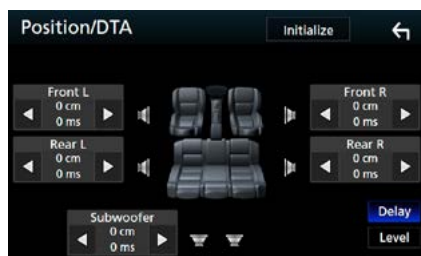 Position/DTA
Initialize
Front L
0 cm
0 ms
Front R
0 cm
0 ms
Rear L
0 cm
0 ms
Rear R
0 cm
0 ms
Subwoofer
0 cm
0 ms
Delay
Level